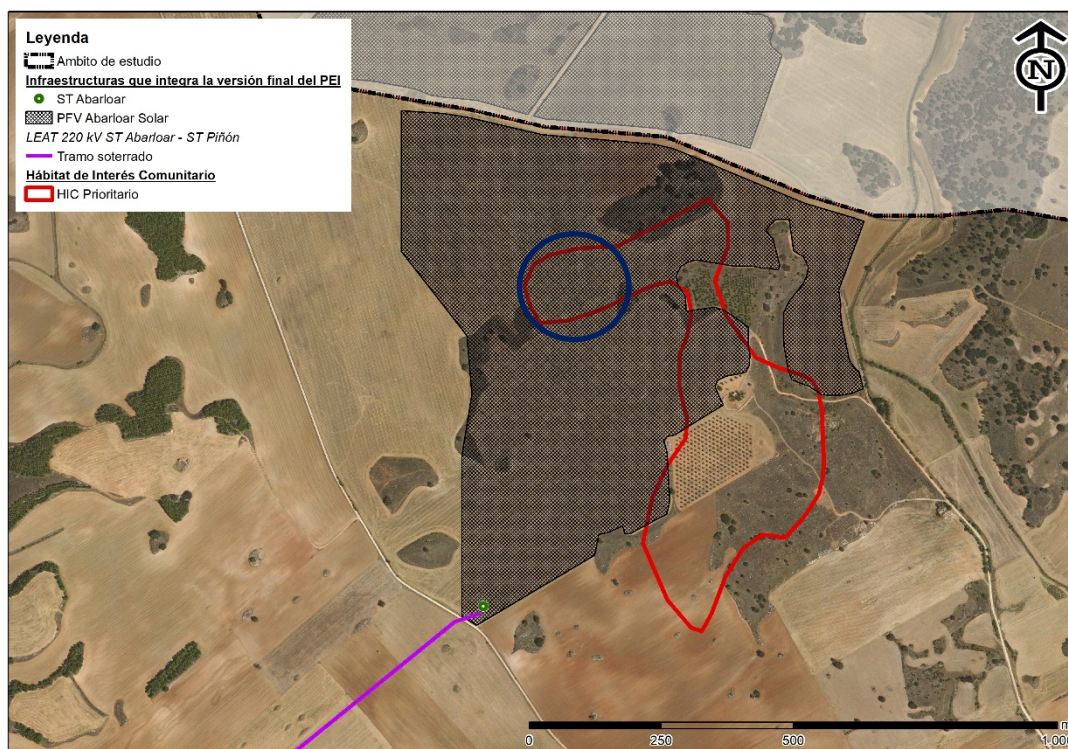 Leyenda
Ambito de estudio
Infraestructuras que integra la versión final del PEI
ST Abarloar
PFV Abarloar Solar
LEAT 220 kV ST Abarloar - ST Piñón
Tramo soterrado
Hábitat de Interés Comunitario
HIC Prioritario
N
m
0 250 500 1.000